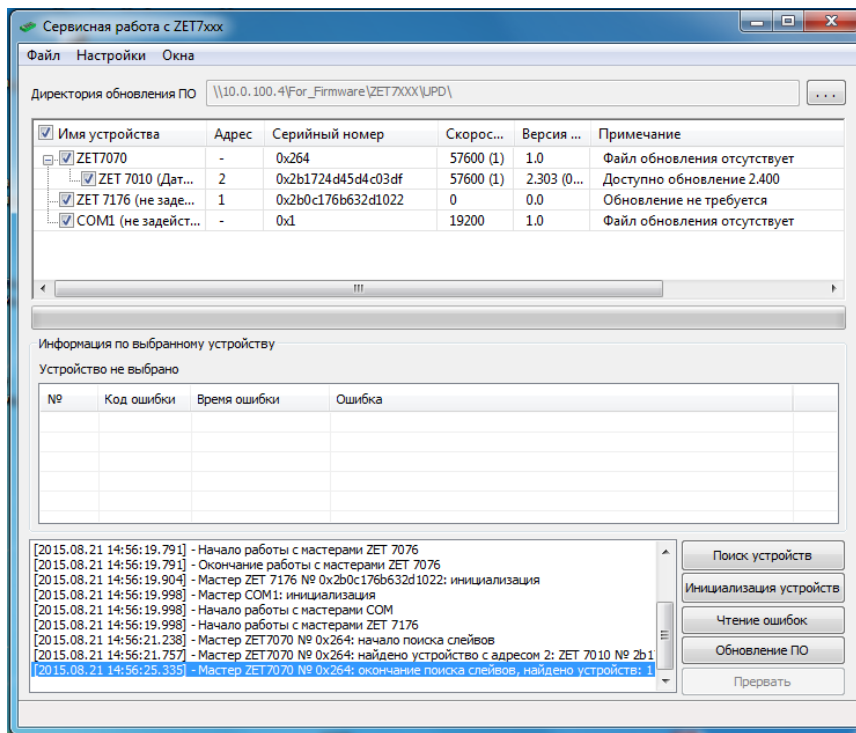 Сервисная работа с ZET7xxx
Файл Настройки Окна
Директория обновления ПО \\10.0.100.4\For_Firmware\ZET7XXX\UPD\ ...
Имя устройства Адрес Серийный номер Скорос... Версия ... Примечание
ZET7070 - 0x264 57600 (1) 1.0 Файл обновления отсутствует
ZET 7010 (Дат... 2 0x2b1724d45d4c03df 57600 (1) 2.303 (0... Доступно обновление 2.400
ZET 7176 (не заде... 1 0x2b0c176b632d1022 0 0.0 Обновление не требуется
COM1 (не задейст... - 0x1 19200 1.0 Файл обновления отсутствует
Информация по выбранному устройству
Устройство не выбрано
№ Код ошибки Время ошибки Ошибка
[2015.08.21 14:56:19.791] - Начало работы с мастерами ZET 7076
[2015.08.21 14:56:19.791] - Окончание работы с мастерами ZET 7076
[2015.08.21 14:56:19.904] - Мастер ZET 7176 № 0x2b0c176b632d1022: инициализация
[2015.08.21 14:56:19.998] - Мастер COM1: инициализация
[2015.08.21 14:56:19.998] - Начало работы с мастерами COM
[2015.08.21 14:56:19.998] - Начало работы с мастерами ZET 7176
[2015.08.21 14:56:21.238] - Мастер ZET7070 № 0x264: начало поиска слейвов
[2015.08.21 14:56:21.757] - Мастер ZET7070 № 0x264: найдено устройство с адресом 2: ZET 7010 № 2b1
[2015.08.21 14:56:25.335] - Мастер ZET7070 № 0x264: окончание поиска слейвов, найдено устройств: 1
Поиск устройств
Инициализация устройств
Чтение ошибок
Обновление ПО
Прервать